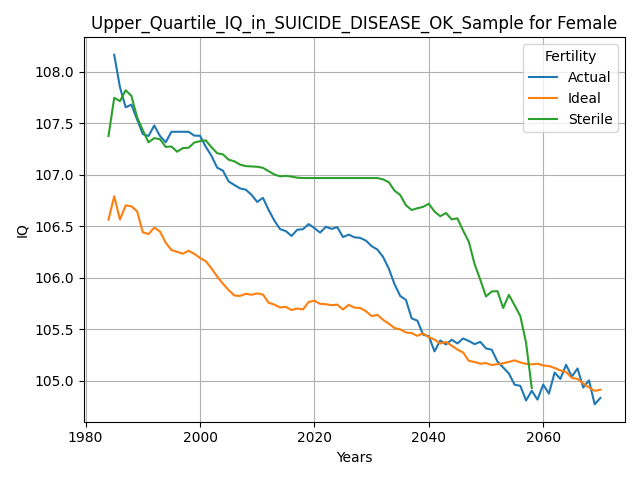 Upper_Quartile_IQ_in_SUICIDE_DISEASE_OK_Sample for Female
Fertility
Actual
Ideal
Sterile
108.0
107.5
107.0
106.5
106.0
105.5
105.0
IQ
1980
2000
2020
2040
2060
Years